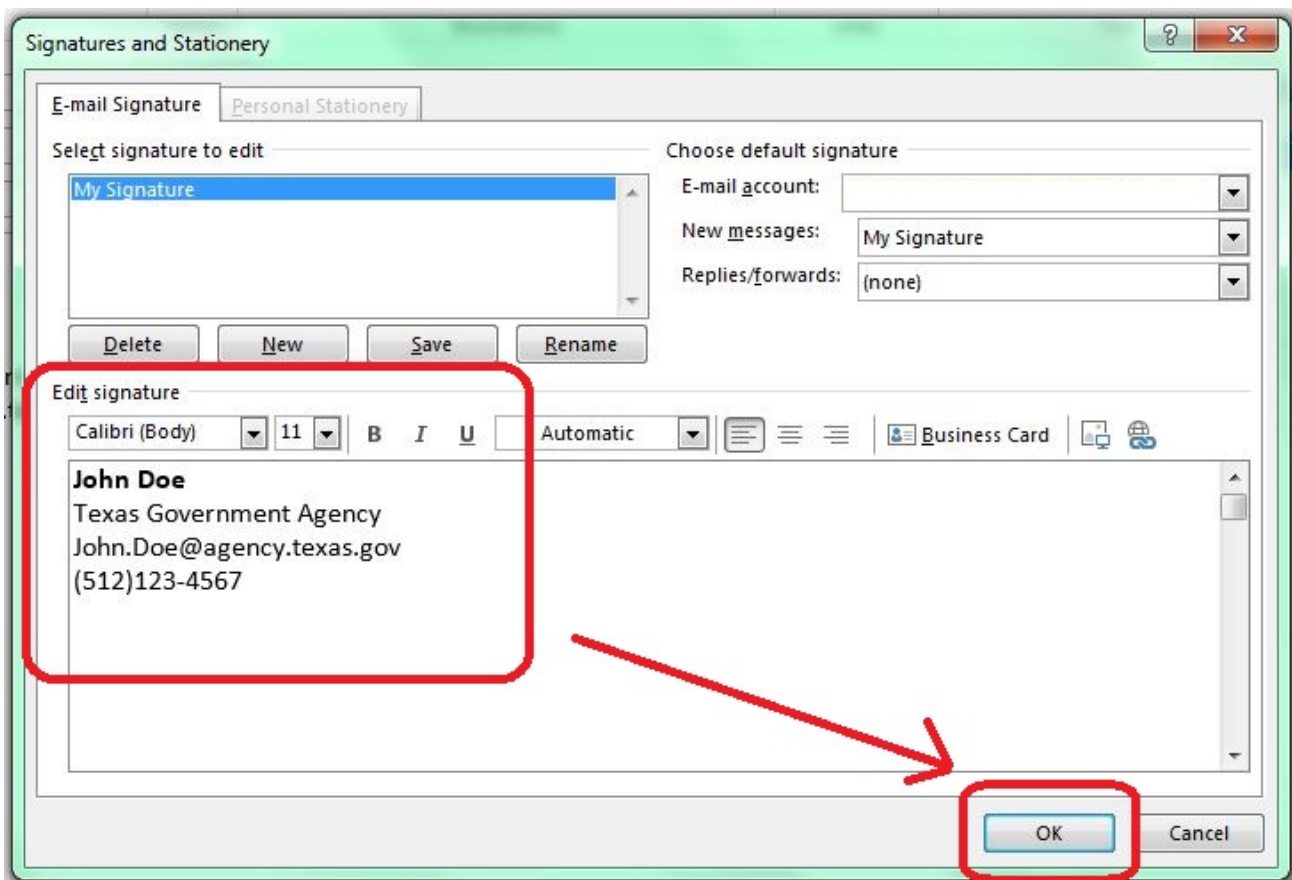 Signatures and Stationery
E-mail Signature
Personal Stationery
Select signature to edit
My Signature
Delete
New
Save
Rename
Choose default signature
E-mail account:
New messages:
My Signature
Replies/forwards:
(none)
Edit signature
Calibri (Body)
11
B
I
U
Automatic
Business Card
John Doe
Texas Government Agency
John.Doe@agency.texas.gov
(512)123-4567
OK
Cancel